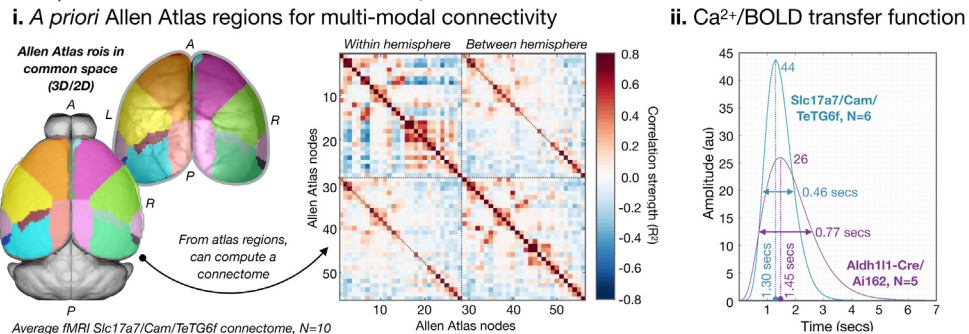 i. A priori Allen Atlas regions for multi-modal connectivity
Allen Atlas rois in
common space
(3D/2D)
A
L
R
P
A
R
P
From atlas regions,
can compute a
connectome
Average fMRI Slc17a7/Cam/TeTG6f connectome, N=10
Within hemisphere
Between hemisphere
Allen Atlas nodes
10
20
30
40
50
10
30
50
Allen Atlas nodes
0.8
0.6
0.4
0.2
0.0
-0.2
-0.4
-0.6
-0.8
Correlation strength (R²)
ii. Ca²⁺/BOLD transfer function
Amplitude (au)
45
40
35
30
25
20
15
10
5
0
44
Slc17a7/Cam/
TeTG6f, N=6
26
0.46 secs
0.77 secs
Aldh1l1-Cre/
Ai162, N=5
1.30 secs
1.45 secs
1 2 3 4 5 6 7
Time (secs)